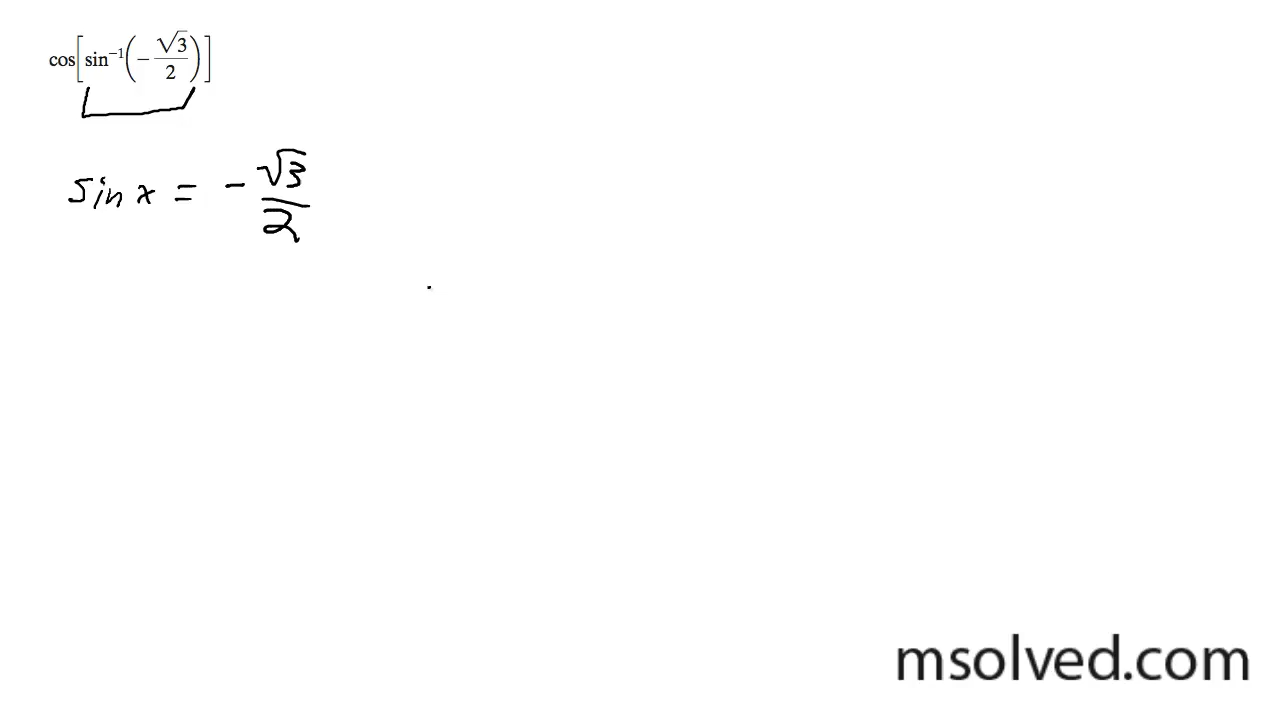 cos[sin⁻¹(-√3/2)]
sin x = - √3/2
msolved.com